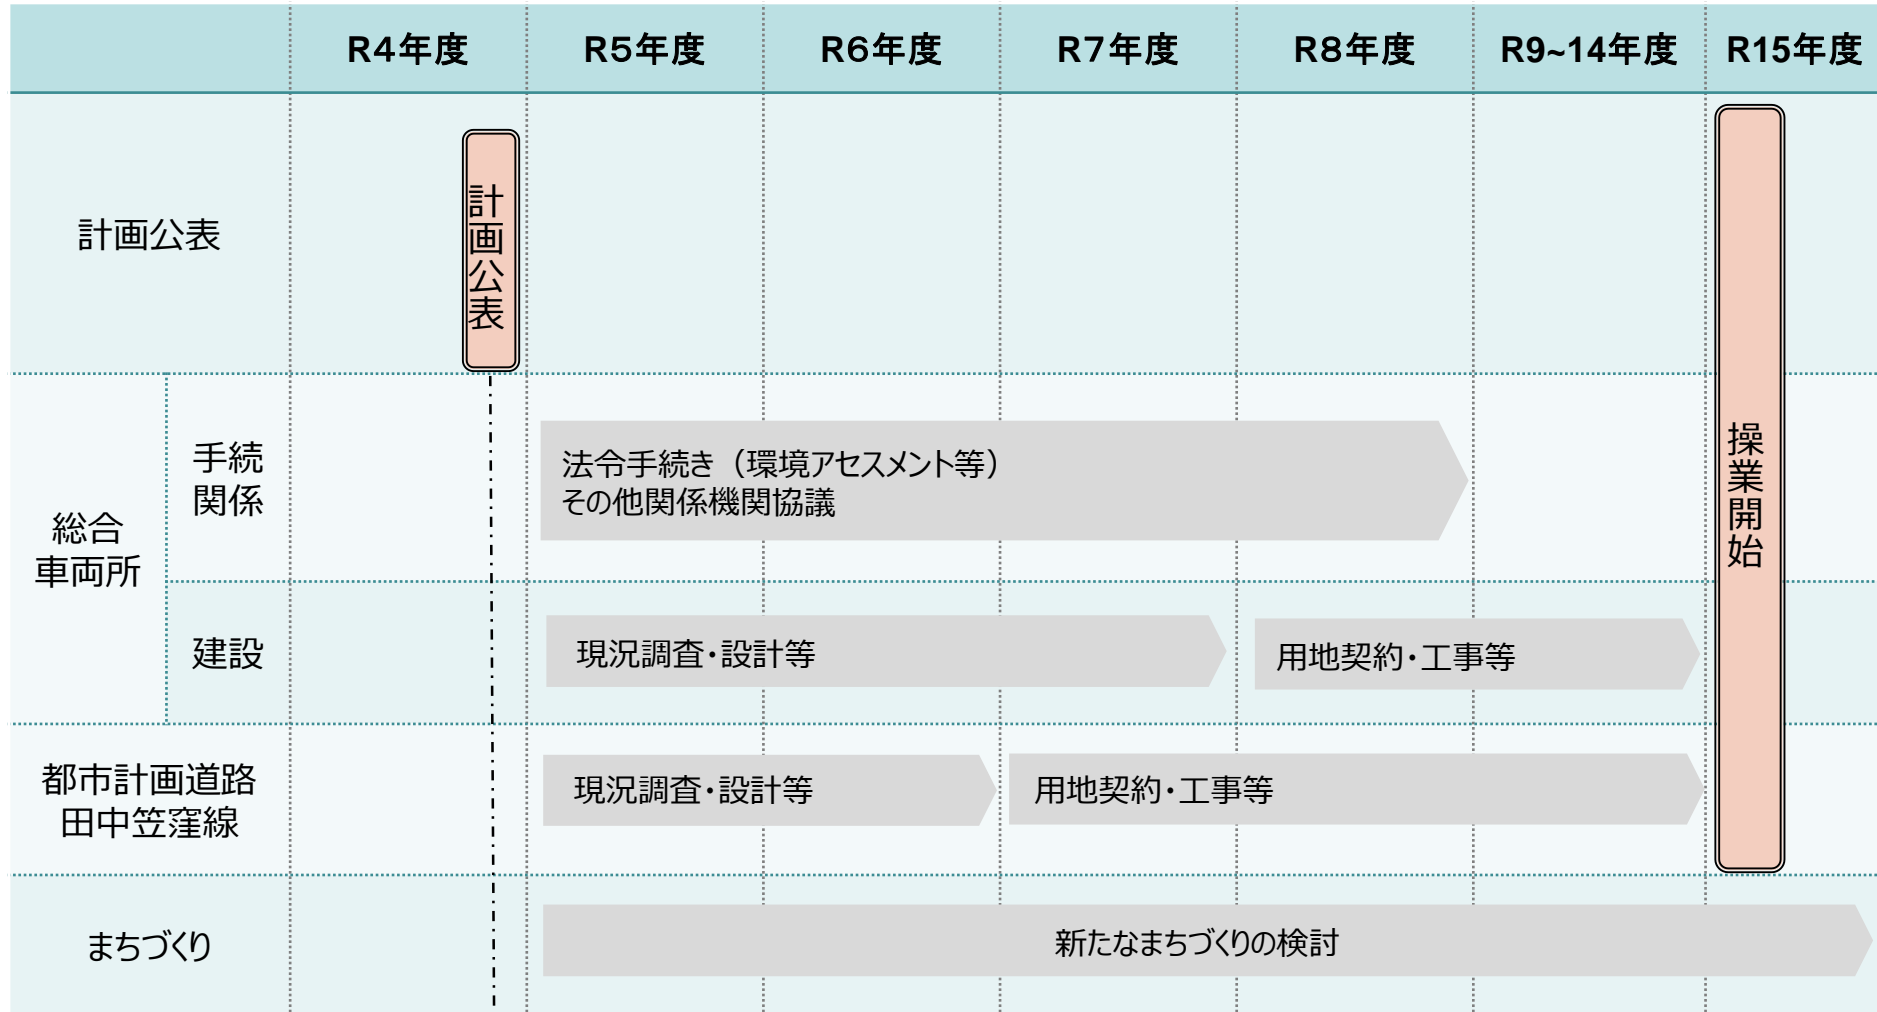 R4年度
R5年度
R6年度
R7年度
R8年度
R9~14年度
R15年度
計画公表
計画公表
操業開始
総合
車両所
手続
関係
法令手続き（環境アセスメント等）
その他関係機関協議
建設
現況調査・設計等
用地契約・工事等
都市計画道路
田中笠窪線
現況調査・設計等
用地契約・工事等
まちづくり
新たなまちづくりの検討